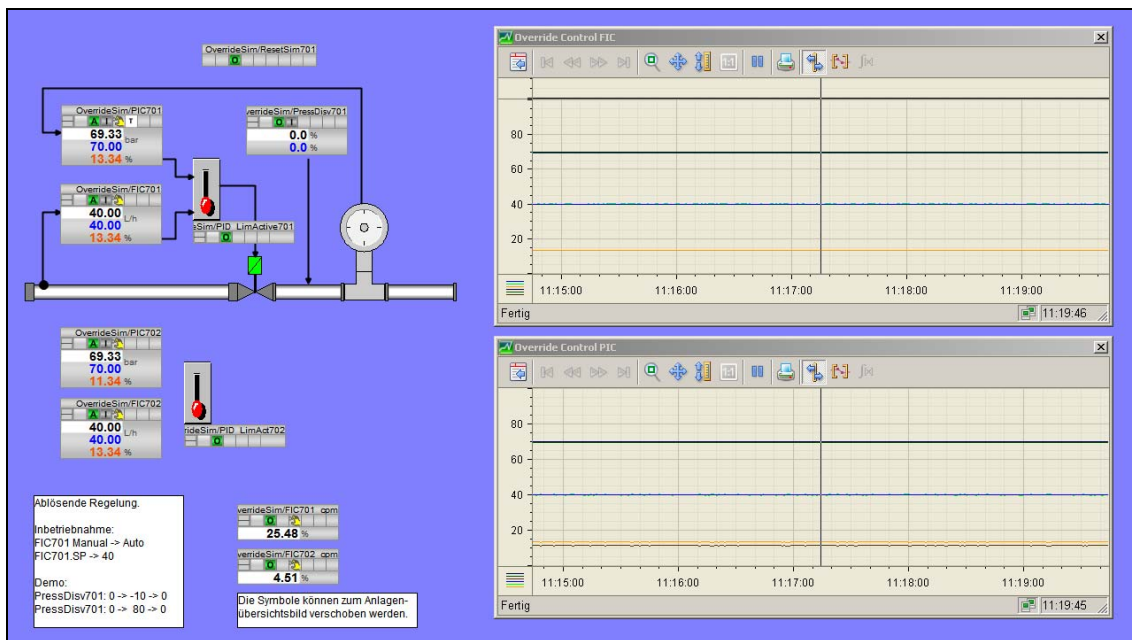 OverrideSim/ResetSim701
O
OverrideSim/PIC701
A I T
69.33 bar
70.00
13.34 %
verrideSim/PressDisv701
O I
0.0 %
0.0 %
OverrideSim/FIC701
A I
40.00 L/h
40.00
13.34 %
eSim/PID_LimActive701
O
OverrideSim/PIC702
A I
69.33 bar
70.00
11.34 %
OverrideSim/FIC702
A I
40.00 L/h
40.00
13.34 %
rideSim/PID_LimAct702
O
Ablösende Regelung.
Inbetriebnahme:
FIC701 Manual -> Auto
FIC701.SP -> 40
Demo:
PressDisv701: 0 -> -10 -> 0
PressDisv701: 0 -> 80 -> 0
verrideSim/FIC701_cpm
O
25.48 %
verrideSim/FIC702_cpm
O
4.51 %
Die Symbole können zum Anlagen-
übersichtsbild verschoben werden.
Override Control FIC
80
60
40
20
11:15:00 11:16:00 11:17:00 11:18:00 11:19:00
Fertig 11:19:46
Override Control PIC
80
60
40
20
11:15:00 11:16:00 11:17:00 11:18:00 11:19:00
Fertig 11:19:45